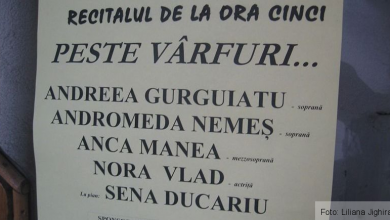 RECITALUL DE LA ORA CINCI
PESTE VÂRFURI...
ANDREEA GURGUIATU - soprană
ANDROMEDA NEMEȘ - soprană
ANCA MANEA - mezzosoprană
NORA VLAD - actriță
La pian: SENA DUCARIU
Foto: Liliana Jighira